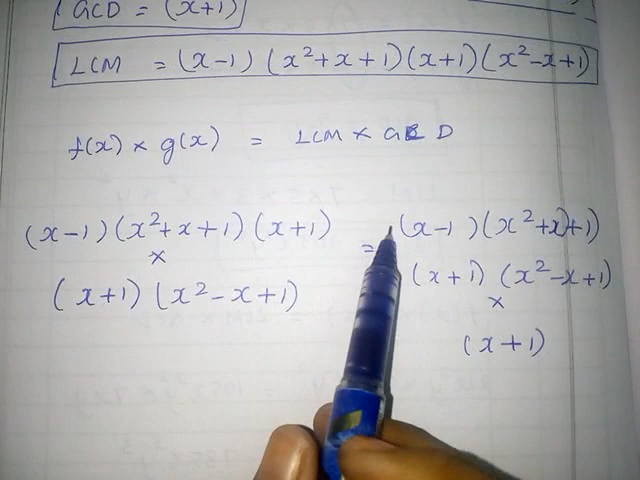 GCD = (x+1)
LCM = (x-1) (x²+x+1)(x+1)(x²-x+1)
f(x) × g(x) = LCM × GCD
(x-1)(x²+x+1)(x+1) = (x-1)(x²+x+1)
× (x+1) (x²-x+1)
(x+1)(x²-x+1) ×
(x+1)